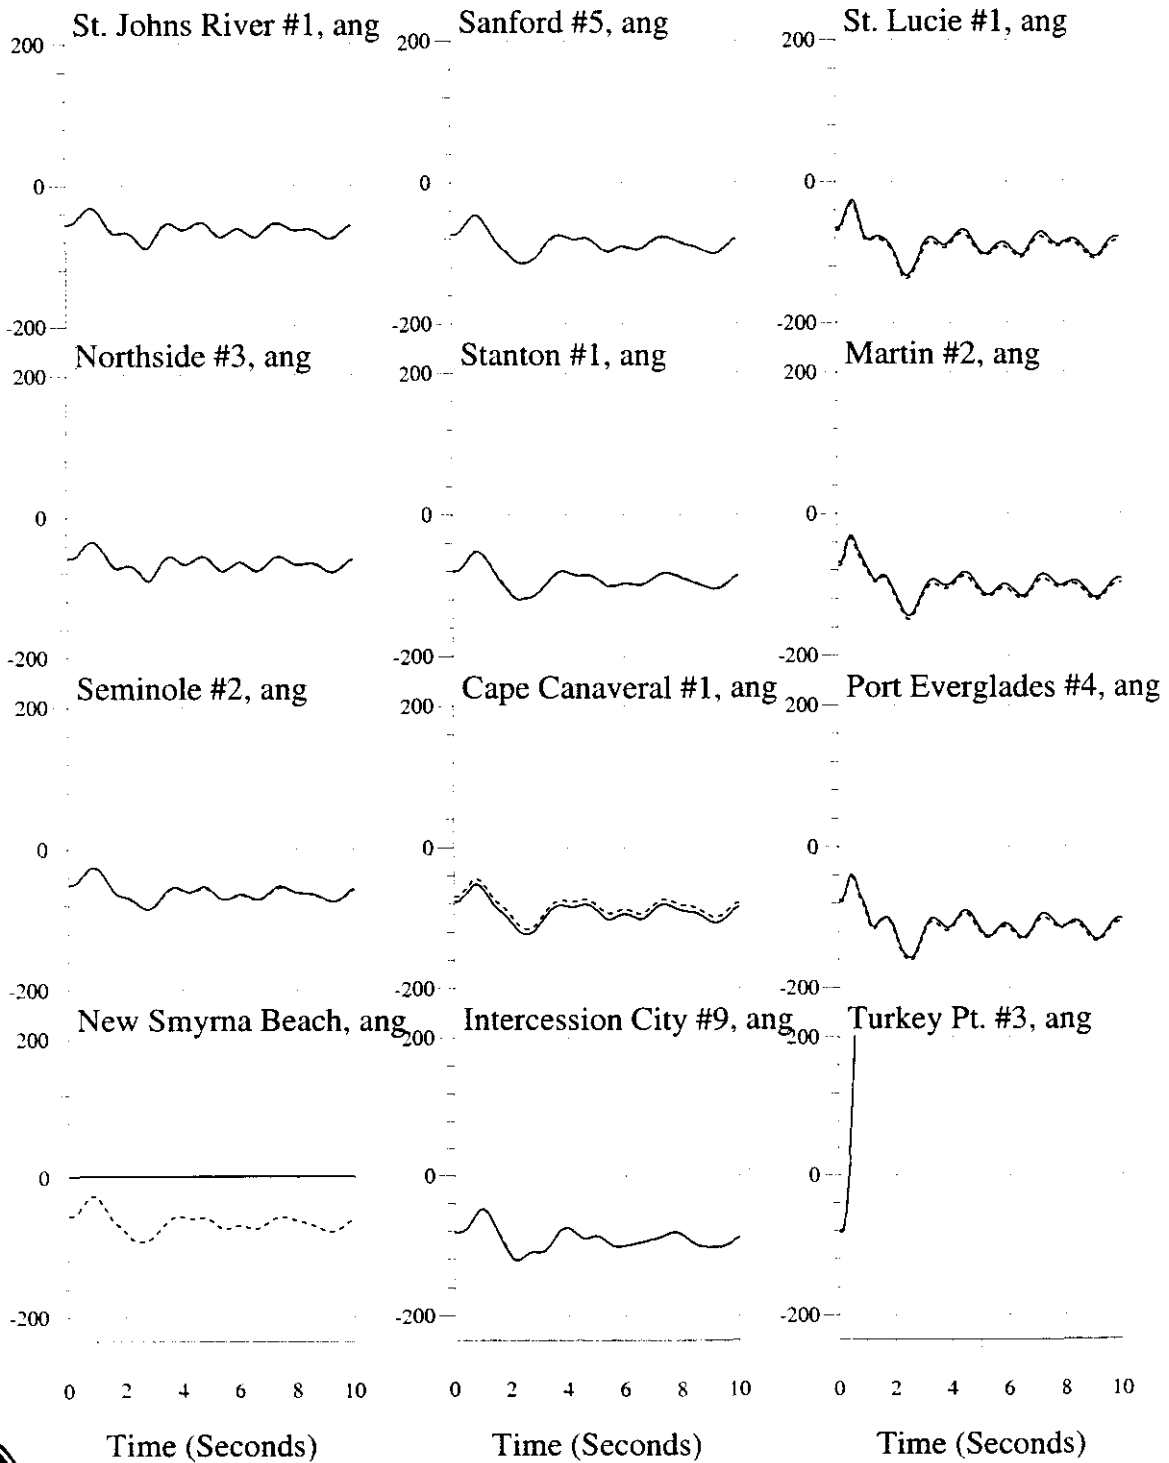 St. Johns River #1, ang
200
0
-200
Sanford #5, ang
200
0
-200
St. Lucie #1, ang
200
0
-200
Northside #3, ang
200
0
-200
Stanton #1, ang
200
0
-200
Martin #2, ang
200
0
-200
Seminole #2, ang
200
0
-200
Cape Canaveral #1, ang
200
0
-200
Port Everglades #4, ang
200
0
-200
New Smyrna Beach, ang
200
0
-200
0 2 4 6 8 10
Time (Seconds)
Intercession City #9, ang
200
0
-200
0 2 4 6 8 10
Time (Seconds)
Turkey Pt. #3, ang
200
0
-200
0 2 4 6 8 10
Time (Seconds)